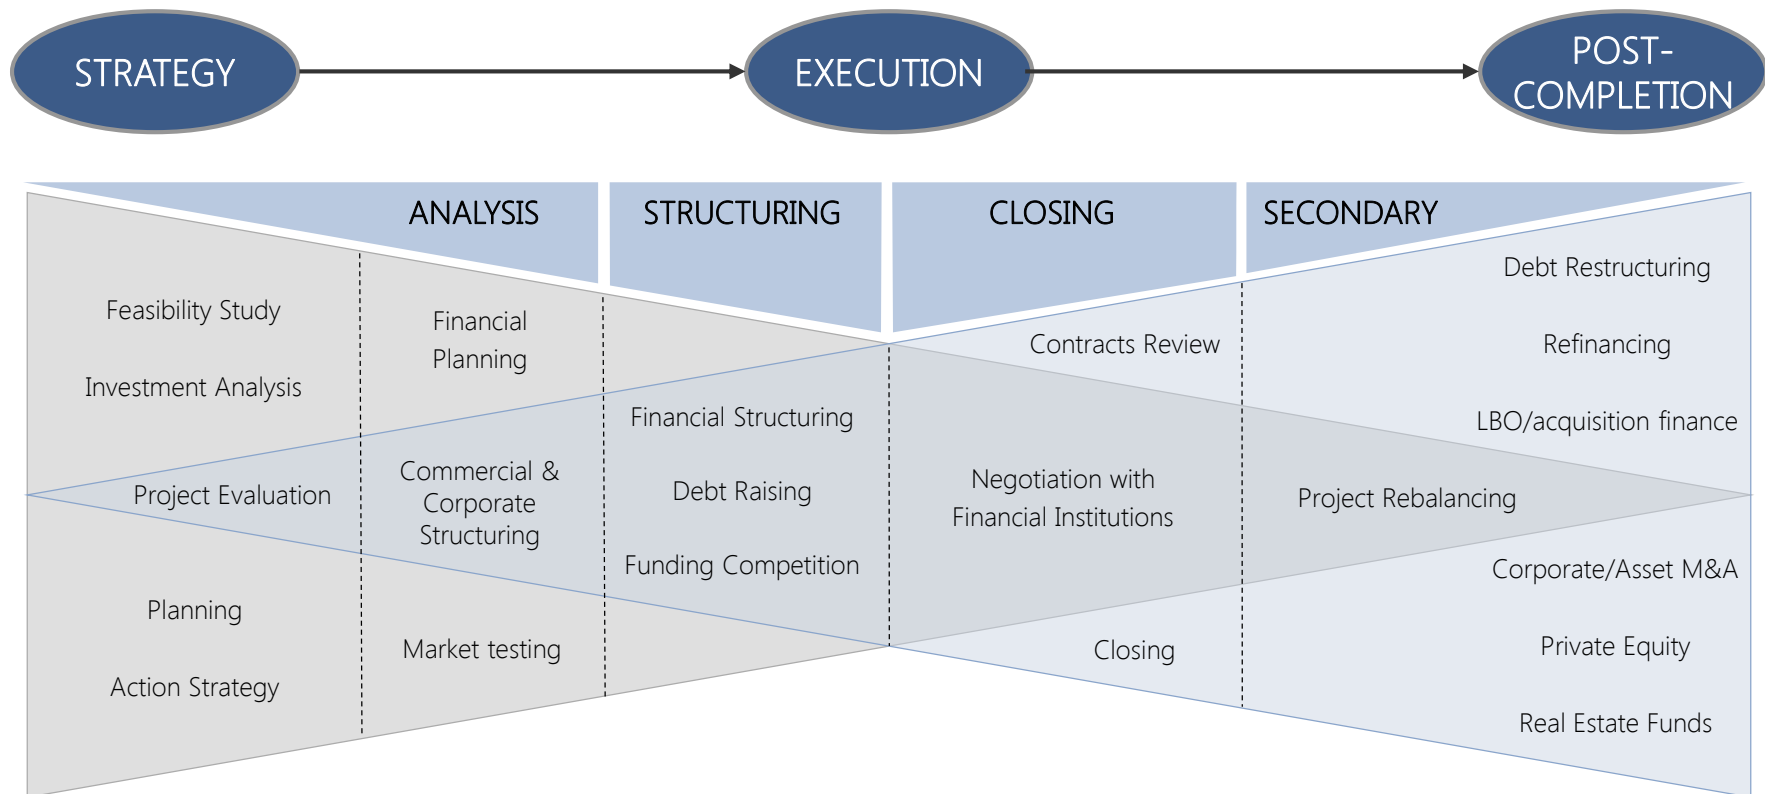 STRATEGY
EXECUTION
POST-
COMPLETION
ANALYSIS
STRUCTURING
CLOSING
SECONDARY
Feasibility Study
Investment Analysis
Project Evaluation
Planning
Action Strategy
Financial
Planning
Commercial &
Corporate
Structuring
Market testing
Financial Structuring
Debt Raising
Funding Competition
Contracts Review
Negotiation with
Financial Institutions
Closing
Debt Restructuring
Refinancing
LBO/acquisition finance
Project Rebalancing
Corporate/Asset M&A
Private Equity
Real Estate Funds